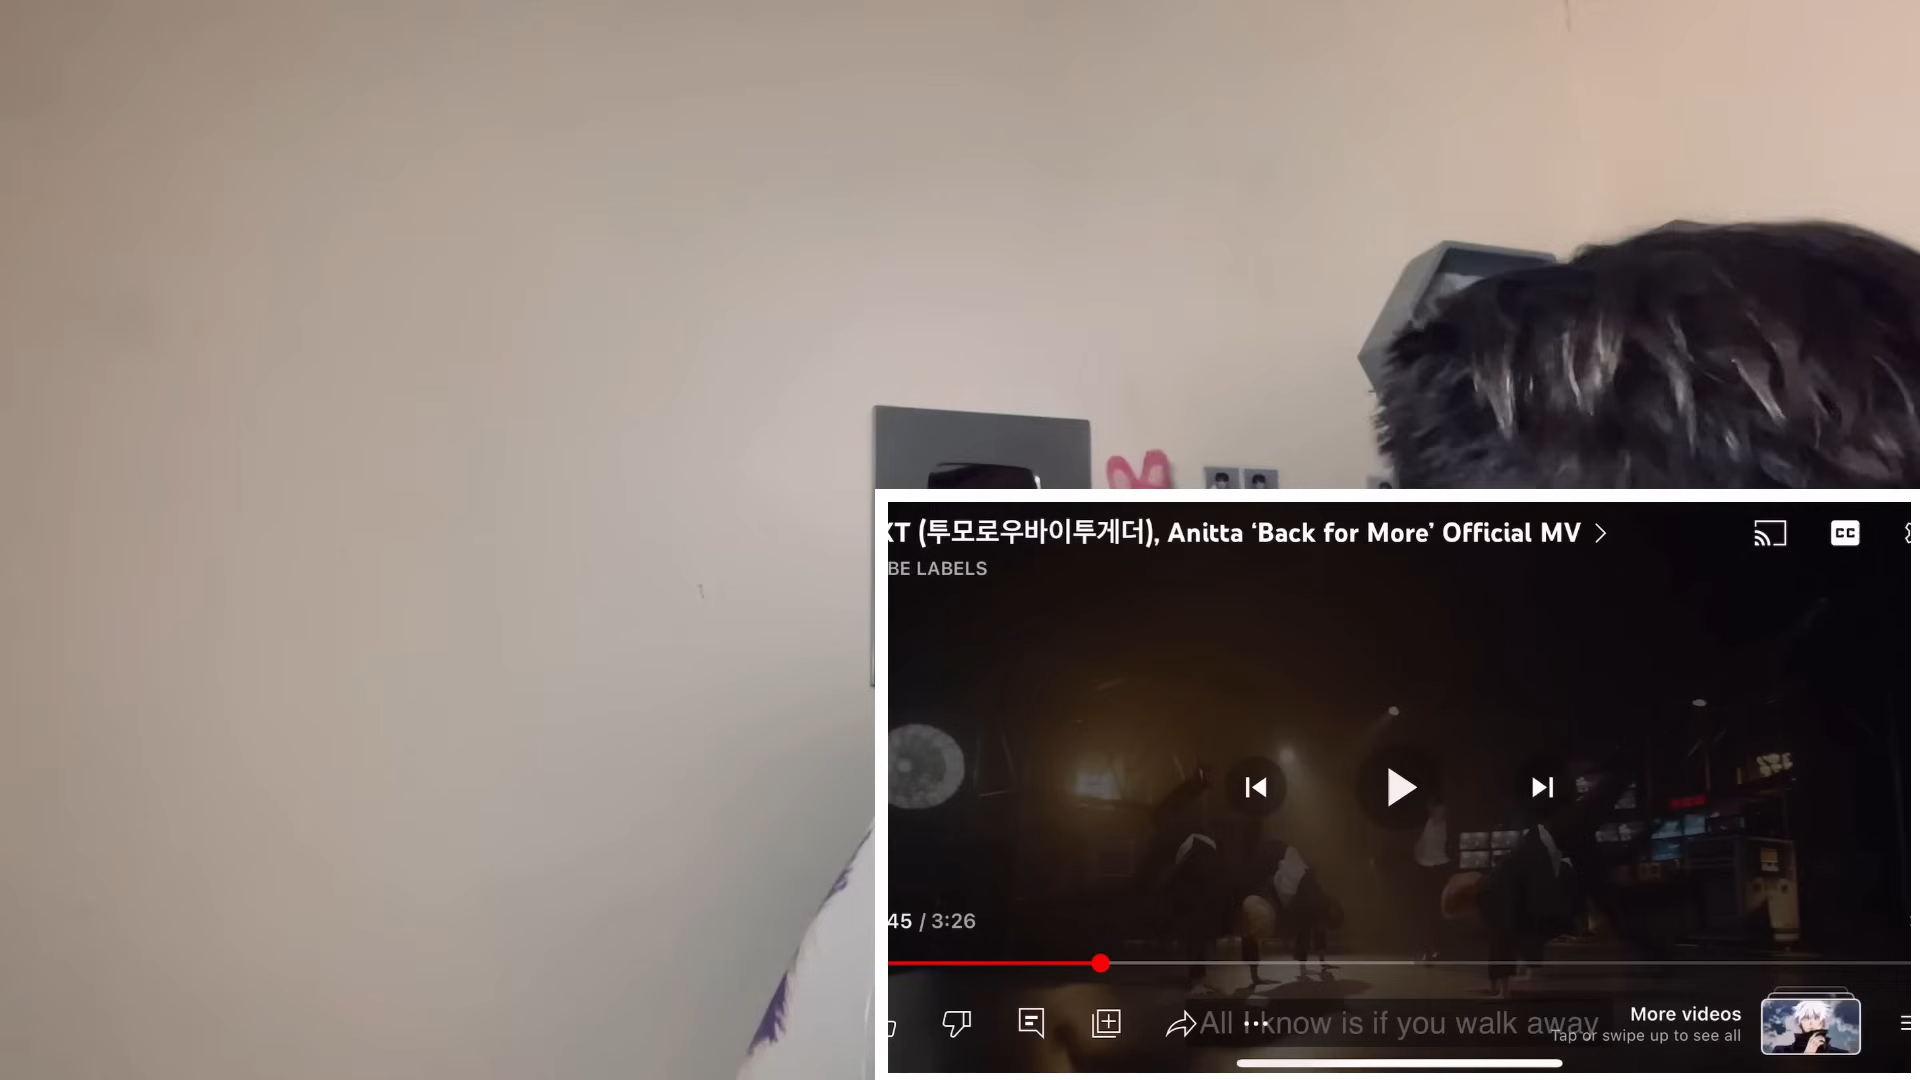 XT (투모로우바이투게더), Anitta ‘Back for More’ Official MV
BE LABELS
45 / 3:26
All I know is if you walk away
More videos
Tap or swipe up to see all